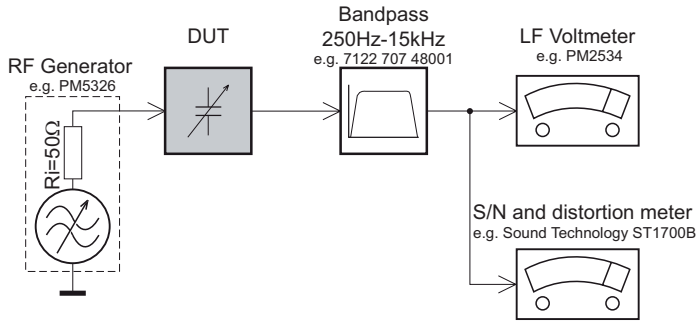 RF Generator
e.g. PM5326
Ri=50Ω
DUT
Bandpass
250Hz-15kHz
e.g. 7122 707 48001
LF Voltmeter
e.g. PM2534
S/N and distortion meter
e.g. Sound Technology ST1700B